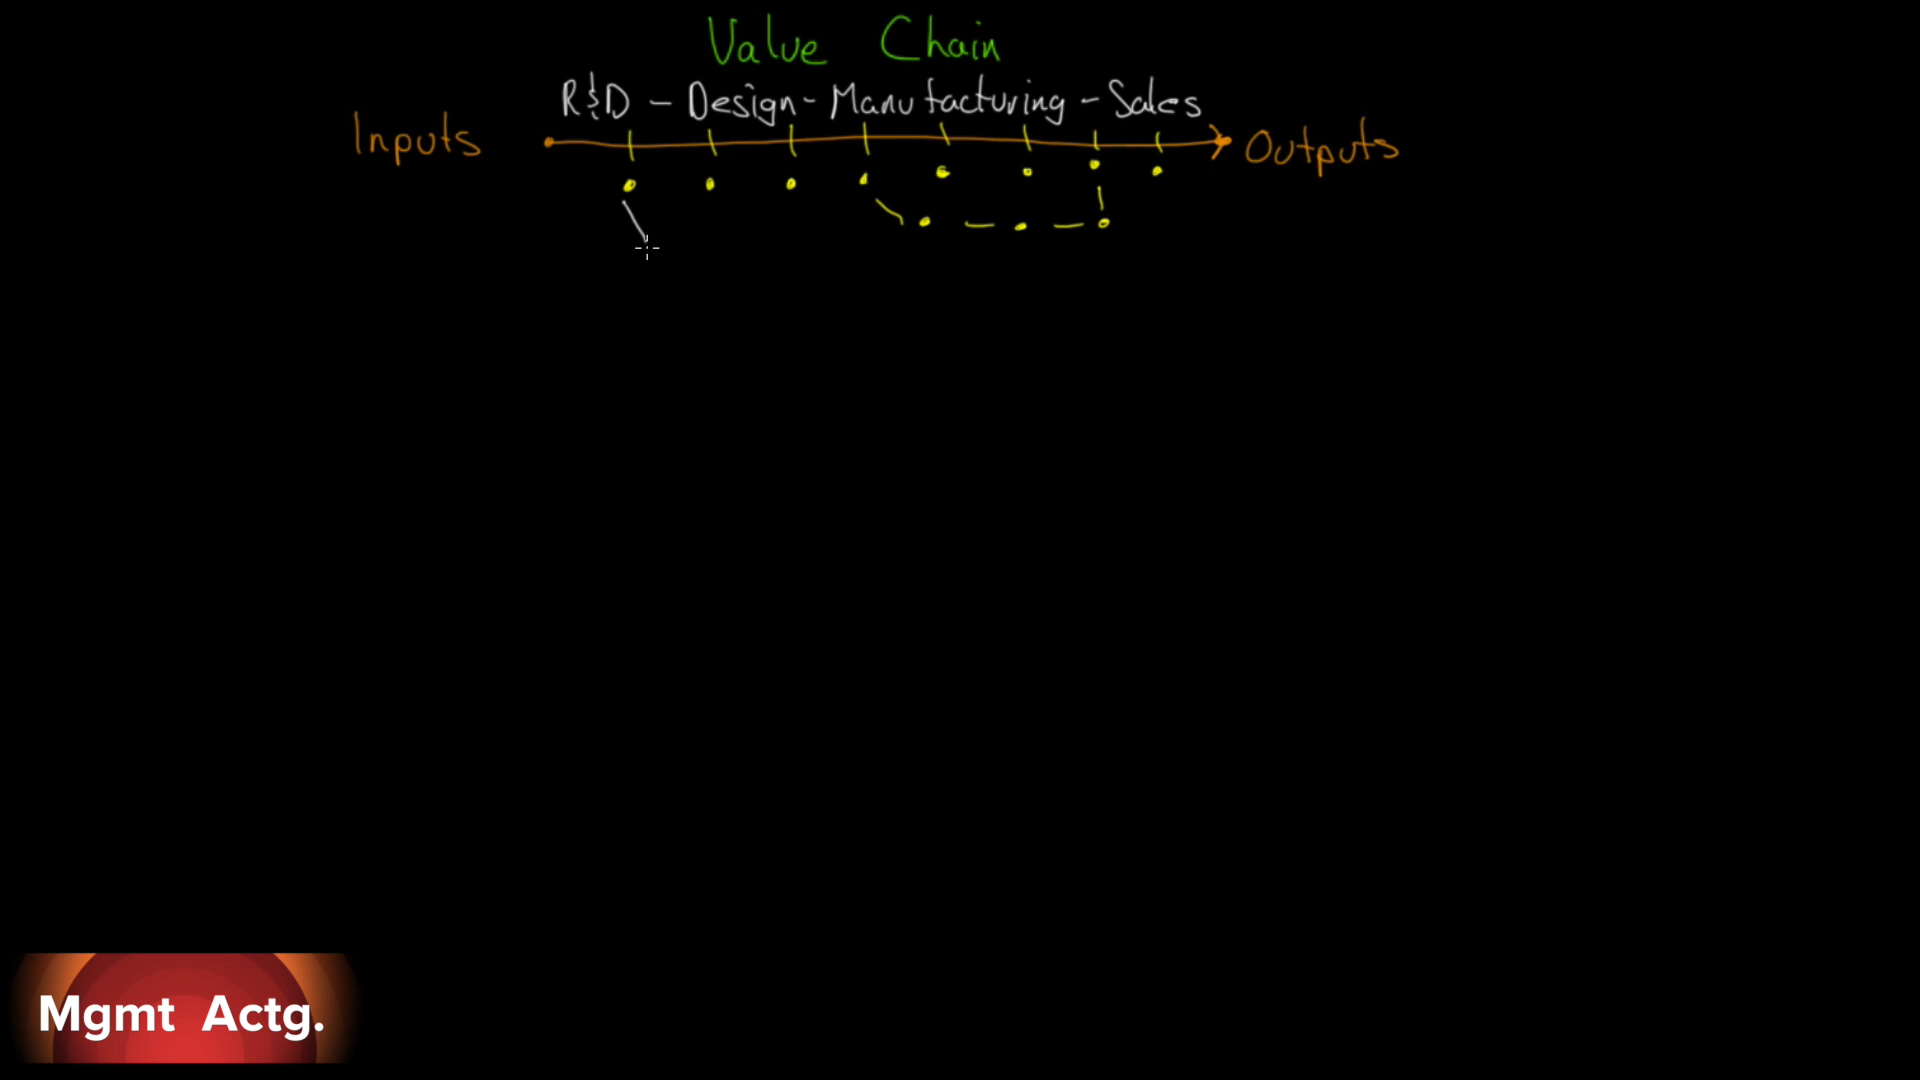 Value Chain
R&D - Design - Manufacturing - Sales
Inputs
Outputs
Mgmt Actg.